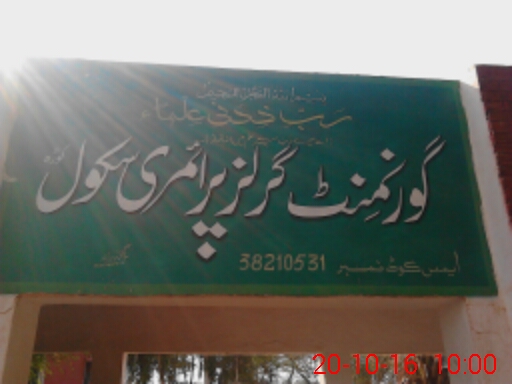 بسم اللہ الرحمن الرحیم
رب زدنی علما
گورنمنٹ گرلز پرائمری سکول
ایمس کوڈ نمبر 38210531
20-10-16 10:00